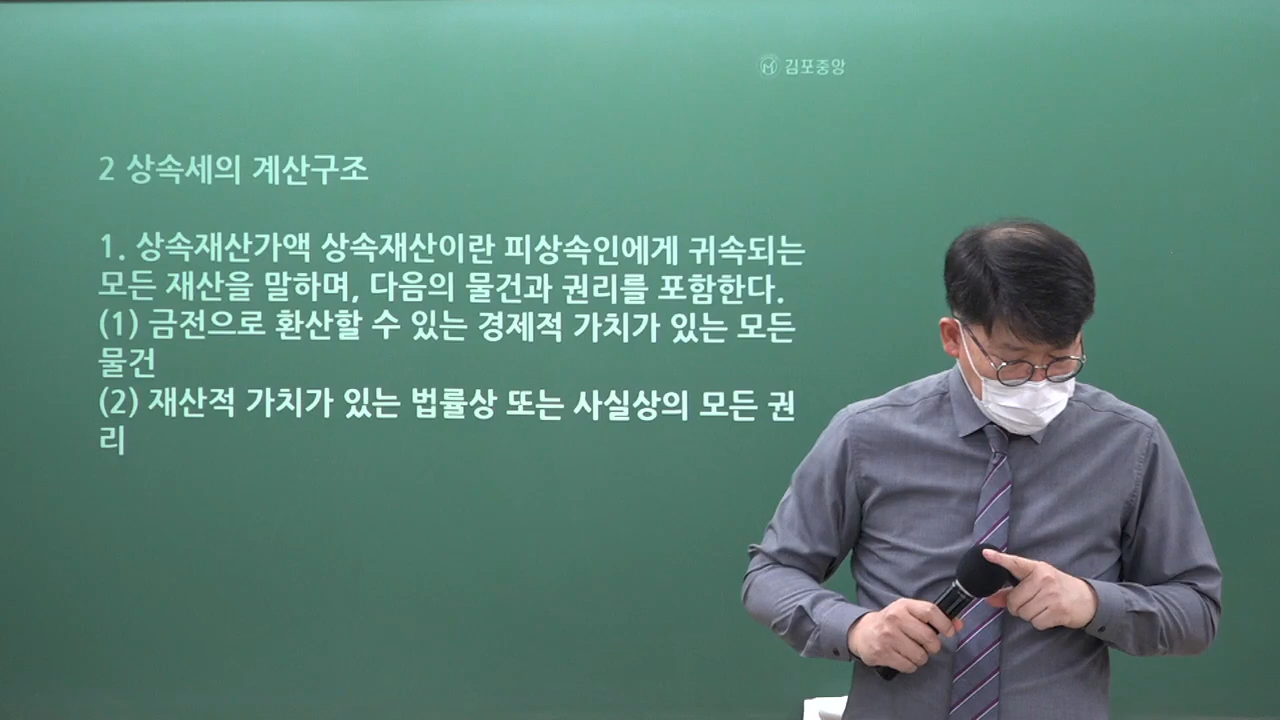 김포중앙
2 상속세의 계산구조
1. 상속재산가액 상속재산이란 피상속인에게 귀속되는
모든 재산을 말하며, 다음의 물건과 권리를 포함한다.
(1) 금전으로 환산할 수 있는 경제적 가치가 있는 모든
물건
(2) 재산적 가치가 있는 법률상 또는 사실상의 모든 권
리